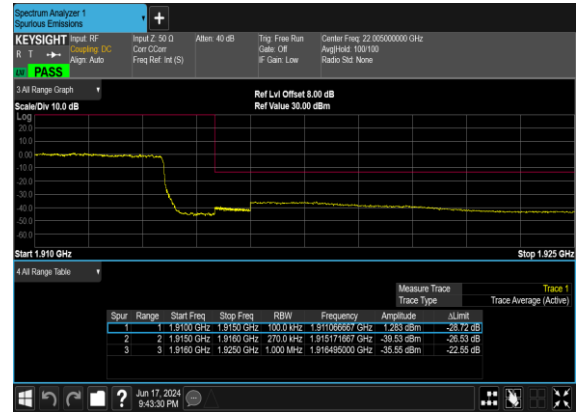 Spectrum Analyzer 1
Spurious Emissions
KEYSIGHT Input: RF Input Z: 50 Ω Atten: 40 dB Trig: Free Run Center Freq: 22.005000000 GHz
R T Coupling: DC Corr CCorr Gate: Off Avg|Hold: 100/100
Align: Auto Freq Ref: Int (S) IF Gain: Low Radio Std: None
LW PASS
3 All Range Graph Ref Lvl Offset 8.00 dB
Scale/Div 10.0 dB Ref Value 30.00 dBm
Log
20.0
10.0
0.00
-10.0
-20.0
-30.0
-40.0
-50.0
-60.0
Start 1.910 GHz Stop 1.925 GHz
4 All Range Table
Measure Trace Trace 1
Trace Type Trace Average (Active)
Spur Range Start Freq Stop Freq RBW Frequency Amplitude ΔLimit
1 1 1.9100 GHz 1.9150 GHz 100.0 kHz 1.911066667 GHz 1.283 dBm -28.72 dB
2 2 1.9150 GHz 1.9160 GHz 270.0 kHz 1.915171667 GHz -39.53 dBm -26.53 dB
3 3 1.9160 GHz 1.9250 GHz 1.000 MHz 1.916495000 GHz -35.55 dBm -22.55 dB
? Jun 17, 2024
9:43:30 PM